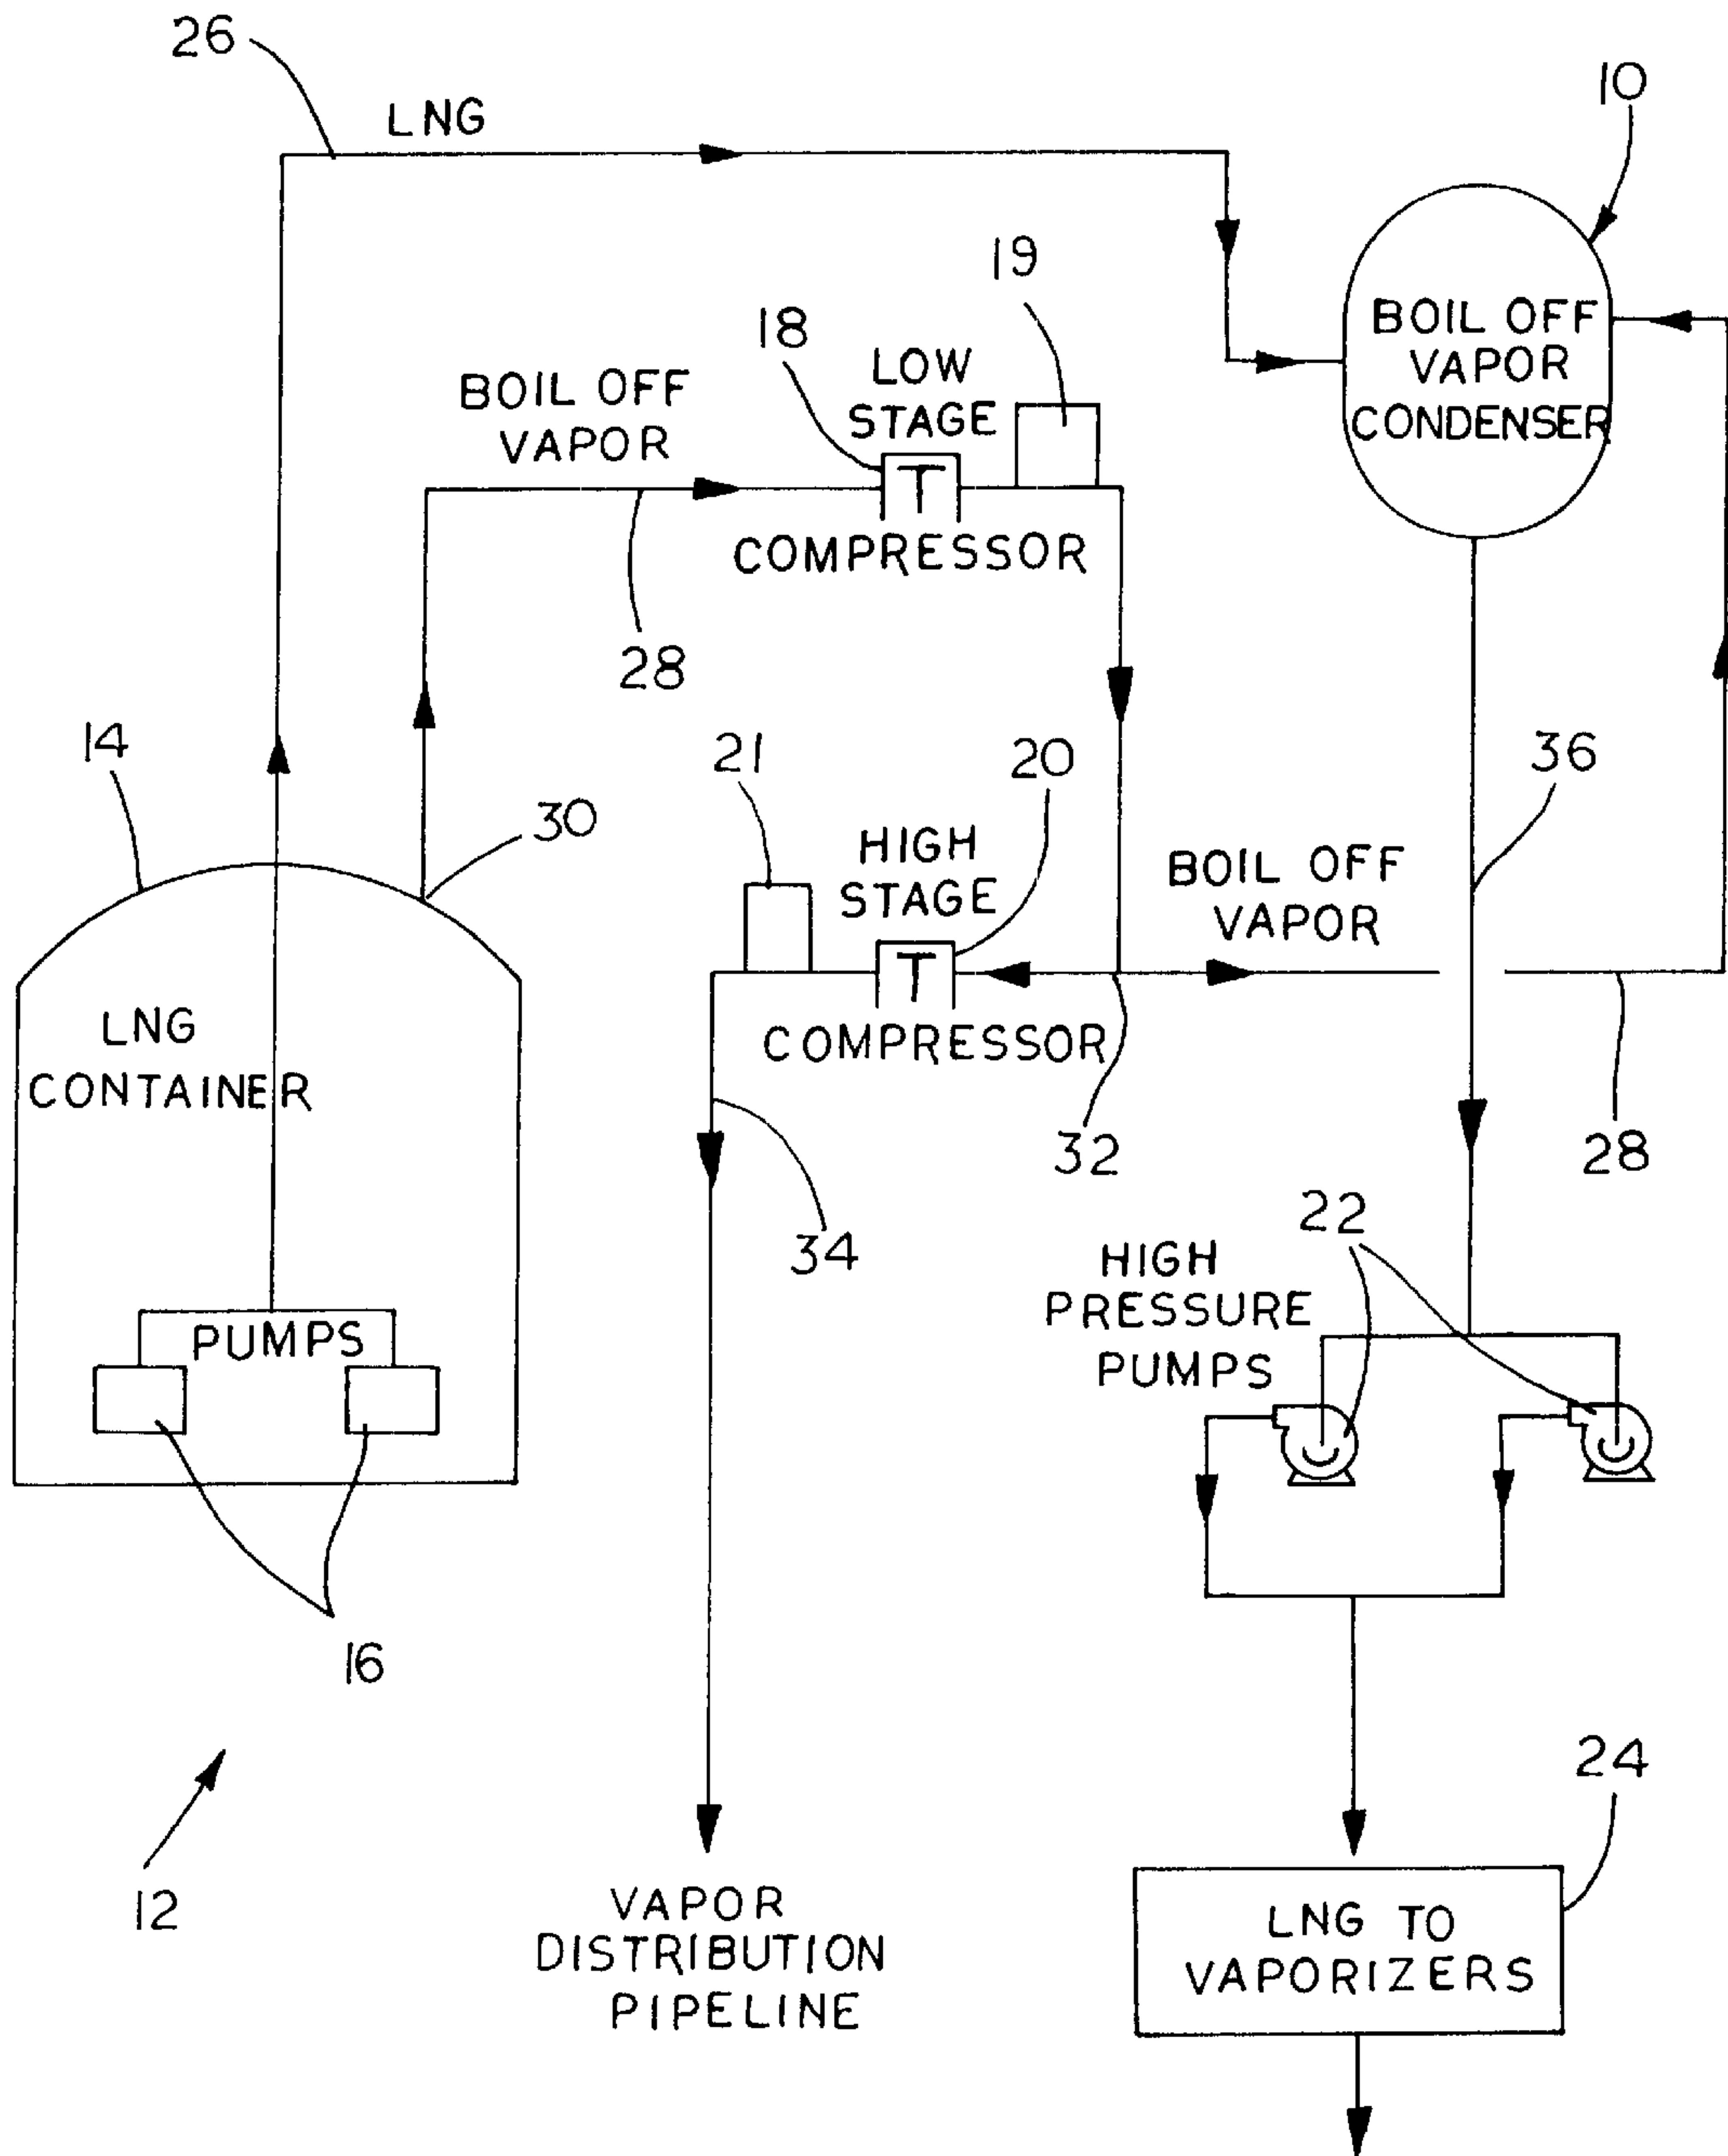 26
LNG
10
19
18
LOW
STAGE
BOIL OFF
VAPOR
COMPRESSOR
BOIL OFF
VAPOR
CONDENSER
28
14
30
21
20
HIGH
STAGE
COMPRESSOR
36
BOIL OFF
VAPOR
LNG
CONTAINER
32
28
34
22
HIGH
PRESSURE
PUMPS
PUMPS
16
12
24
VAPOR
DISTRIBUTION
PIPELINE
LNG TO
VAPORIZERS